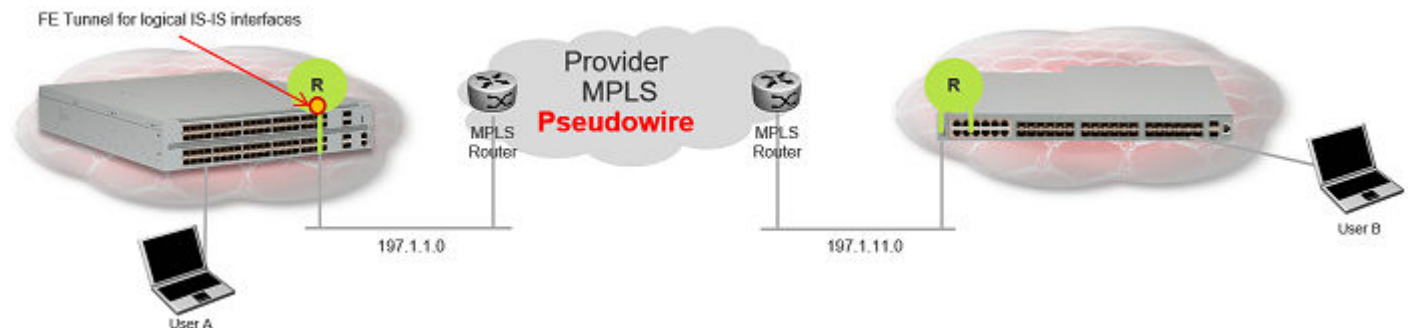 FE Tunnel for logical IS-IS interfaces
R
Provider
MPLS
Pseudowire
R
MPLS
Router
MPLS
Router
197.1.1.0
197.1.11.0
User A
User B